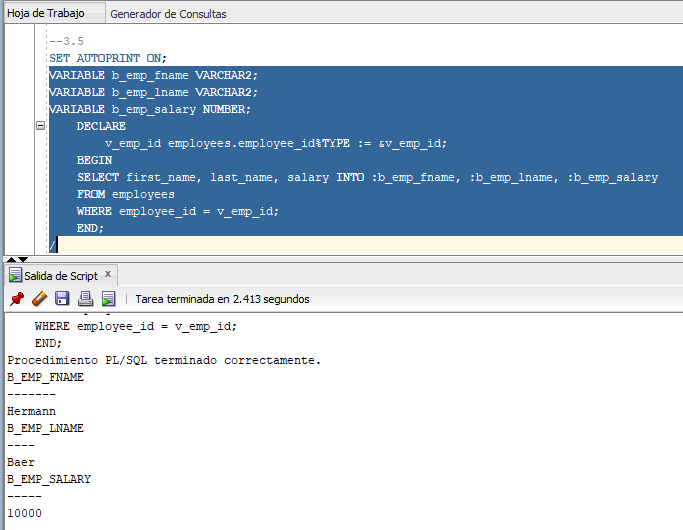 Hoja de Trabajo Generador de Consultas
--3.5
SET AUTOPRINT ON;
VARIABLE b_emp_fname VARCHAR2;
VARIABLE b_emp_lname VARCHAR2;
VARIABLE b_emp_salary NUMBER;
DECLARE
v_emp_id employees.employee_id%TYPE := &v_emp_id;
BEGIN
SELECT first_name, last_name, salary INTO :b_emp_fname, :b_emp_lname, :b_emp_salary
FROM employees
WHERE employee_id = v_emp_id;
END;
/
Salida de Script x
Tarea terminada en 2.413 segundos
WHERE employee_id = v_emp_id;
END;
Procedimiento PL/SQL terminado correctamente.
B_EMP_FNAME
-------
Hermann
B_EMP_LNAME
----
Baer
B_EMP_SALARY
-----
10000